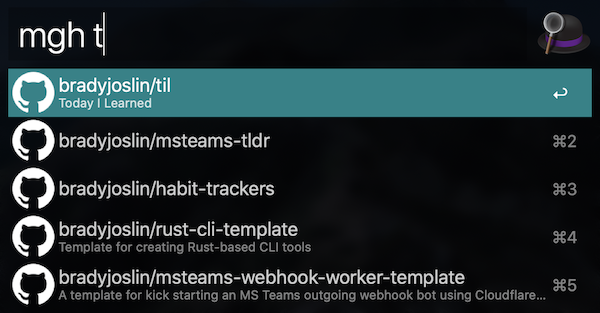 mgh t
bradyjoslin/til
Today I Learned
↩
bradyjoslin/msteams-tldr
⌘2
bradyjoslin/habit-trackers
⌘3
bradyjoslin/rust-cli-template
Template for creating Rust-based CLI tools
⌘4
bradyjoslin/msteams-webhook-worker-template
A template for kick starting an MS Teams outgoing webhook bot using Cloudflare...
⌘5